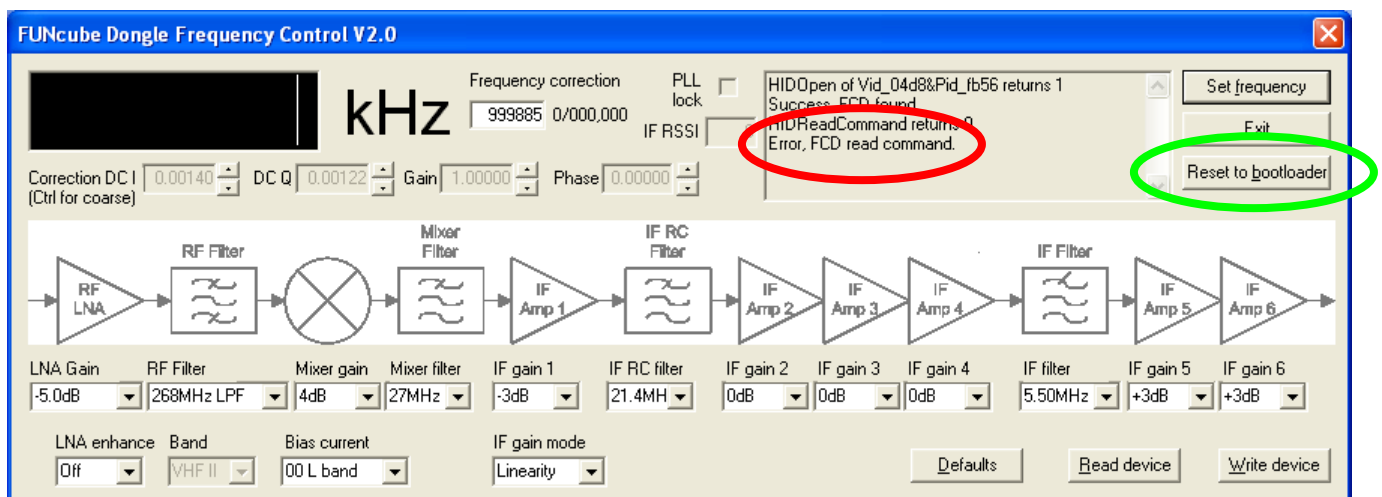 FUNcube Dongle Frequency Control V2.0
kHz
Frequency correction
999885 0/000,000
PLL
lock
IF RSSI
HIDOpen of Vid_04d8&Pid_fb56 returns 1
Success, FCD found.
HIDReadCommand returns 0
Error, FCD read command.
Set frequency
Exit
Reset to bootloader
Correction DC I 0.00140 DC Q 0.00122 Gain 1.00000 Phase 0.00000
(Ctrl for coarse)
RF
LNA
RF Filter
Mixer
Filter
IF
Amp 1
IF RC
Filter
IF
Amp 2
IF
Amp 3
IF
Amp 4
IF Filter
IF
Amp 5
IF
Amp 6
LNA Gain RF Filter Mixer gain Mixer filter IF gain 1 IF RC filter IF gain 2 IF gain 3 IF gain 4 IF filter IF gain 5 IF gain 6
-5.0dB 268MHz LPF 4dB 27MHz -3dB 21.4MH 0dB 0dB 0dB 5.50MHz +3dB +3dB
LNA enhance Band Bias current IF gain mode
Off VHF II 00 L band Linearity Defaults Read device Write device